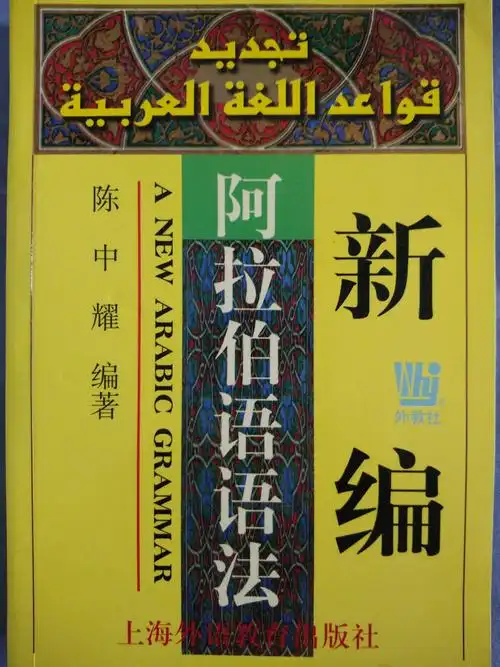 تجديد
قواعد اللغة العربية
新编
阿拉伯语语法
A NEW ARABIC GRAMMAR
陈中耀 编著
Why
®
外教社
上海外语教育出版社